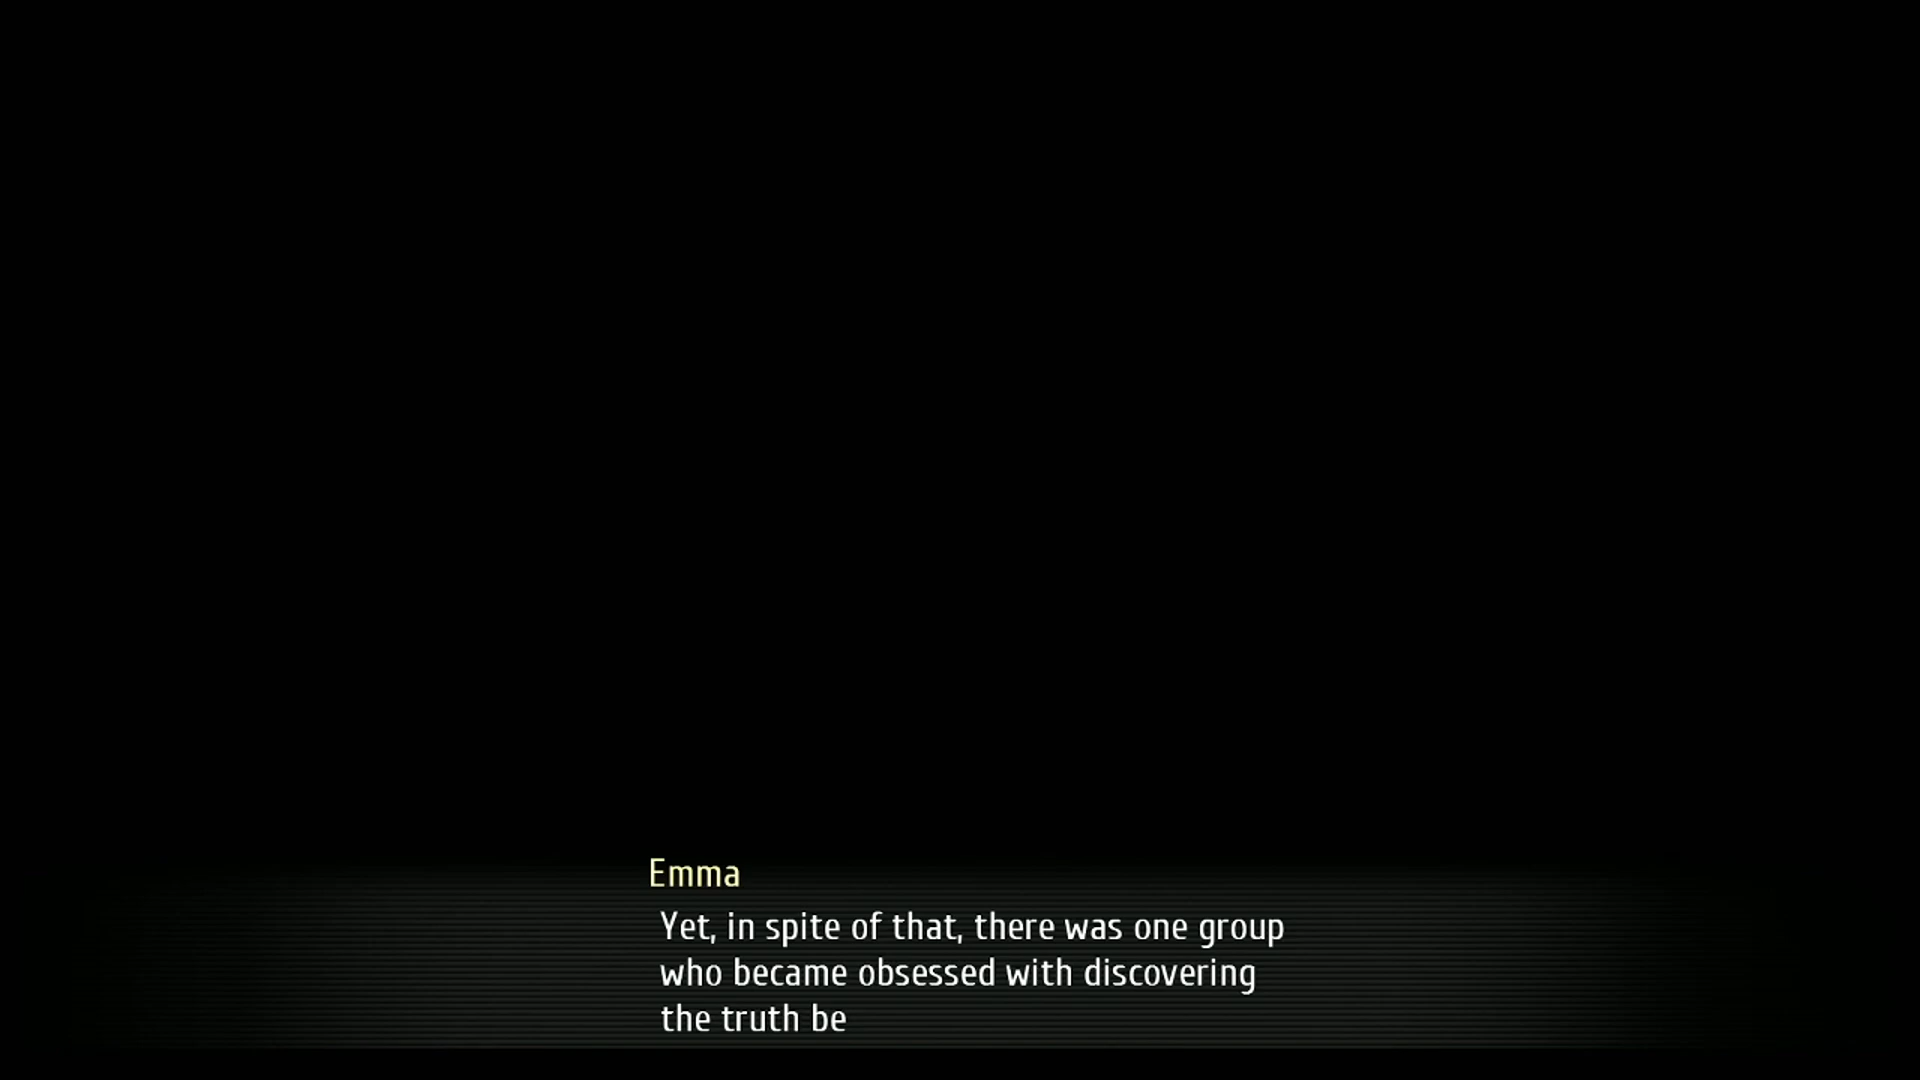 Emma
Yet, in spite of that, there was one group
who became obsessed with discovering
the truth be